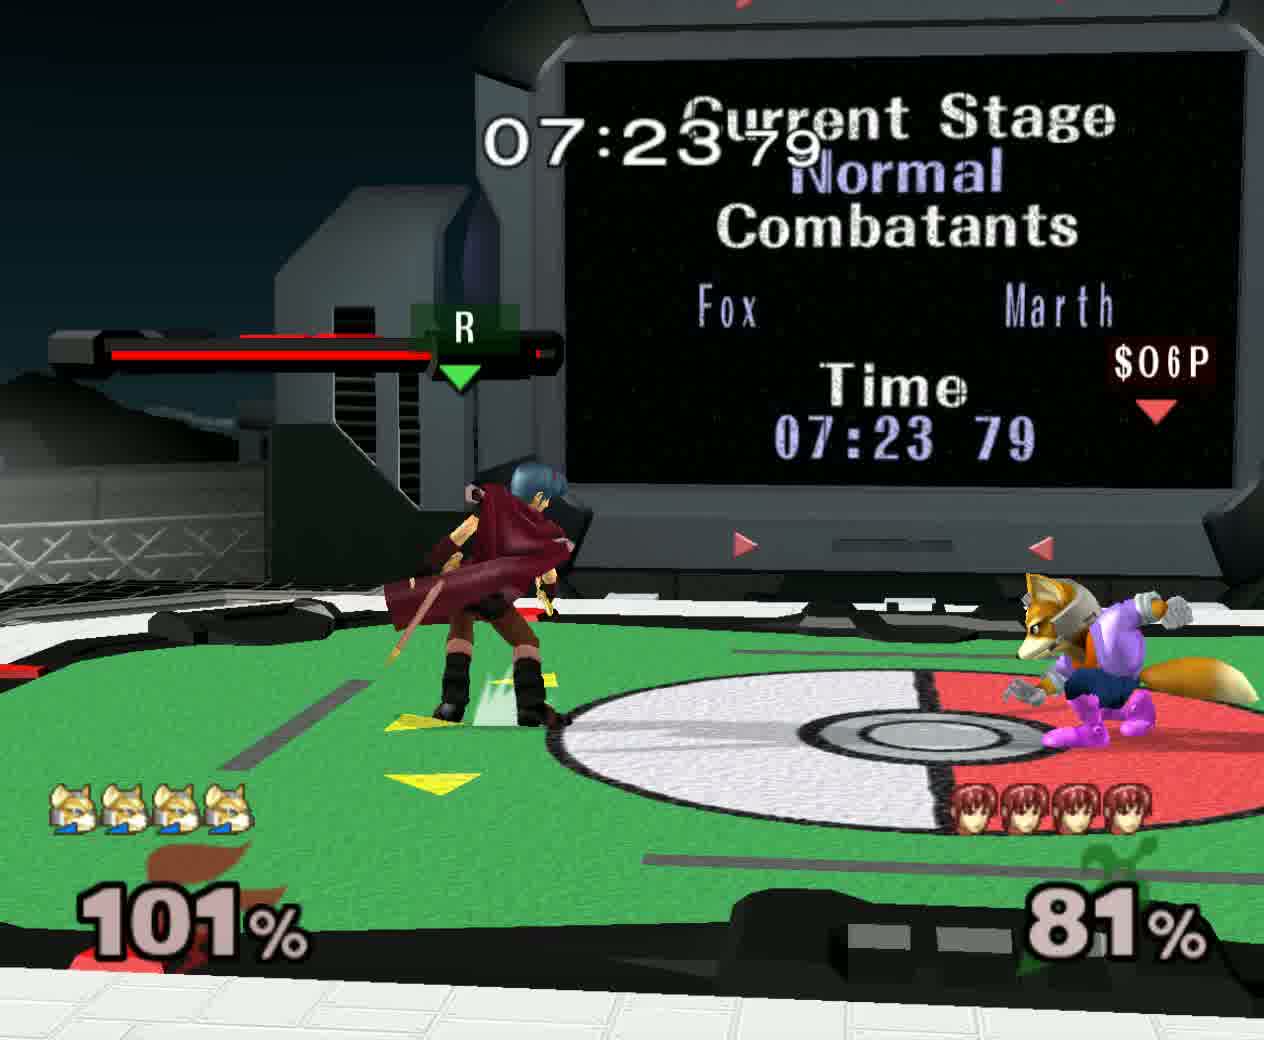 Current Stage
07:23 79
Normal
Combatants
Fox Marth
R
$06P
Time
07:23 79
101%
81%